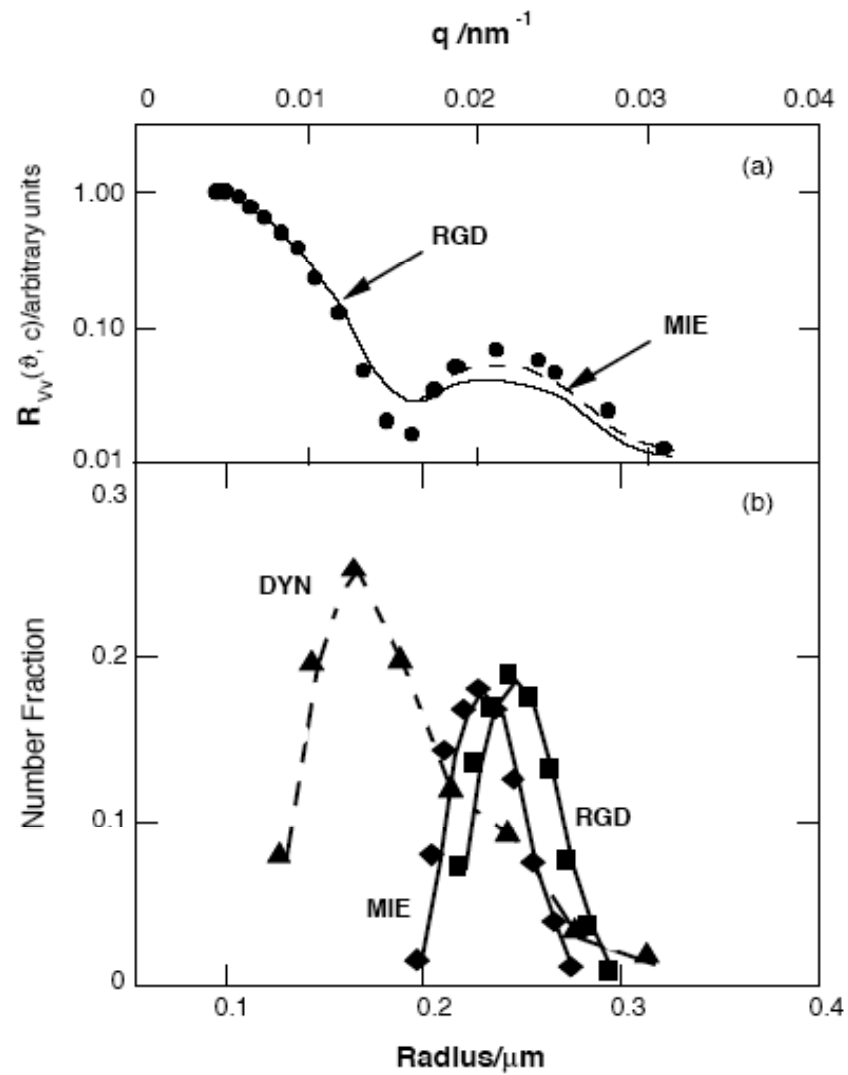 q /nm⁻¹
0 0.01 0.02 0.03 0.04
(a)
R_VV(ϑ, c)/arbitrary units
1.00
0.10
0.01
RGD
MIE
(b)
Number Fraction
0.3
0.2
0.1
0
DYN
MIE
RGD
0.1 0.2 0.3 0.4
Radius/μm